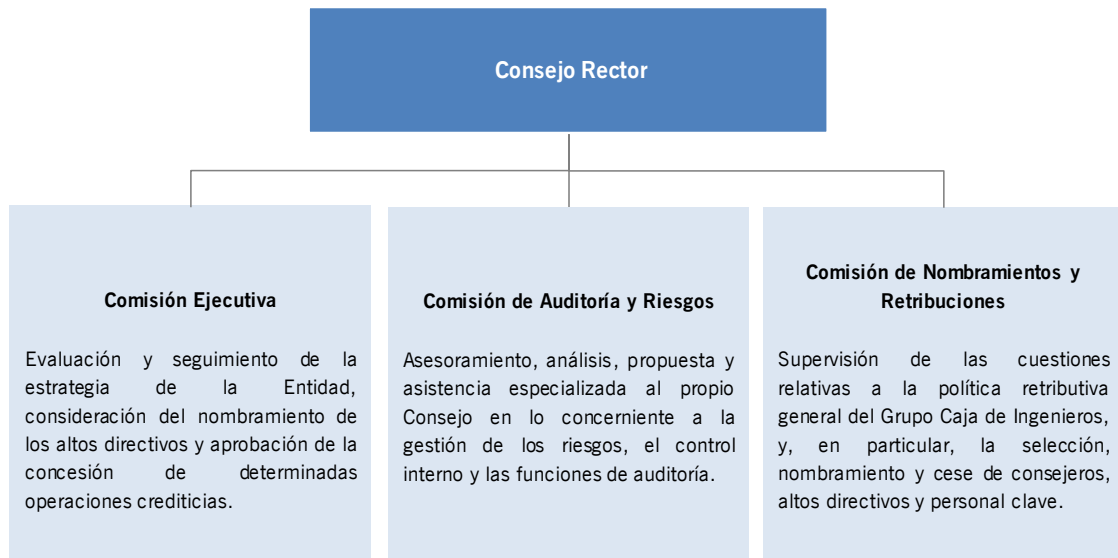 Consejo Rector
Comisión Ejecutiva
Evaluación y seguimiento de la
estrategia de la Entidad,
consideración del nombramiento de
los altos directivos y aprobación de la
concesión de determinadas
operaciones crediticias.
Comisión de Auditoría y Riesgos
Asesoramiento, análisis, propuesta y
asistencia especializada al propio
Consejo en lo concerniente a la
gestión de los riesgos, el control
interno y las funciones de auditoría.
Comisión de Nombramientos y
Retribuciones
Supervisión de las cuestiones
relativas a la política retributiva
general del Grupo Caja de Ingenieros,
y, en particular, la selección,
nombramiento y cese de consejeros,
altos directivos y personal clave.